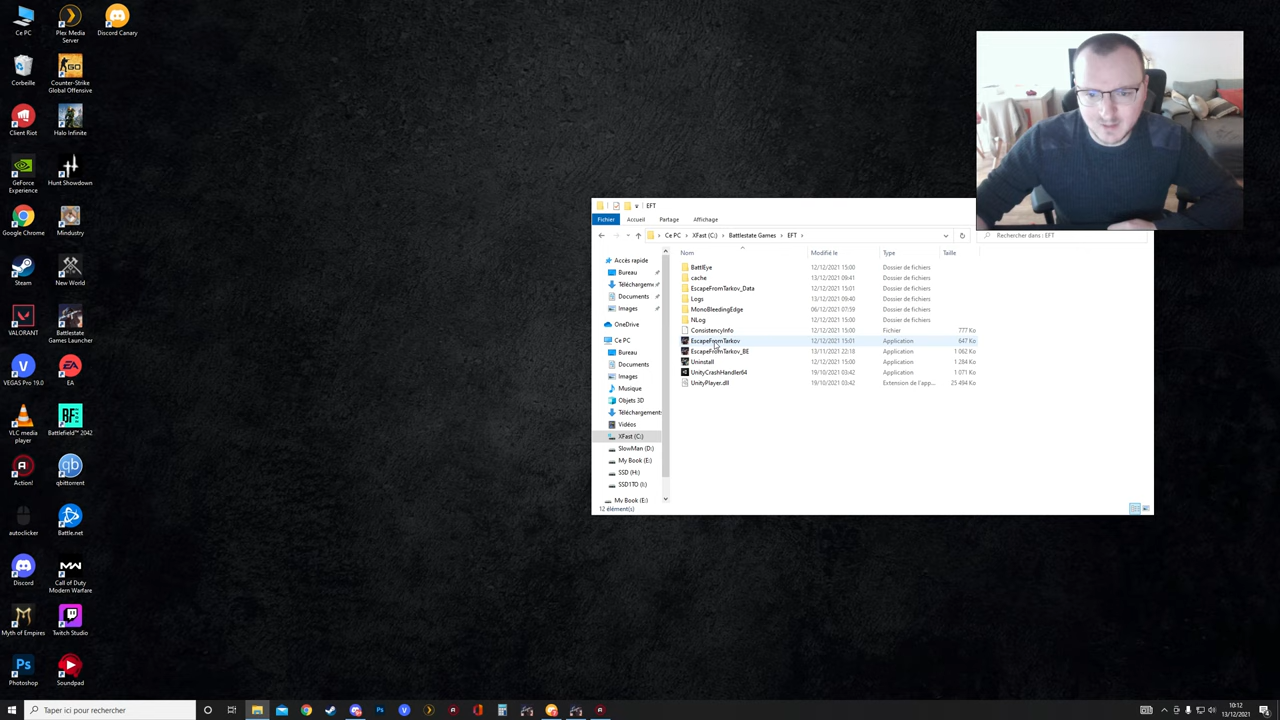 Ce PC
Plex Media
Server
Discord Canary
Corbeille
Counter-Strike
Global Offensive
Client Riot
Halo Infinite
GeForce
Experience
Hunt Showdown
Google Chrome
Mindustry
Steam
New World
VALORANT
Battlestate
Games Launcher
VEGAS Pro 19.0
EA
VLC media
player
Battlefield™ 2042
Action!
qbittorrent
autoclicker
Battle.net
Discord
Call of Duty
Modern Warfare
Myth of Empires
Twitch Studio
Photoshop
Soundpad
EFT
Fichier Accueil Partage Affichage
Ce PC › XFast (C:) › Battlestate Games › EFT ›
Rechercher dans : EFT
Nom Modifié le Type Taille
Accès rapide
Bureau
Téléchargeme
Documents
Images
OneDrive
Ce PC
Bureau
Documents
Images
Musique
Objets 3D
Téléchargements
Vidéos
XFast (C:)
SlowMan (D:)
My Book (E:)
SSD (H:)
SSD1TO (I:)
My Book (E:)
BattlEye 12/12/2021 15:00 Dossier de fichiers
cache 13/12/2021 09:41 Dossier de fichiers
EscapeFromTarkov_Data 12/12/2021 15:01 Dossier de fichiers
Logs 13/12/2021 09:40 Dossier de fichiers
MonoBleedingEdge 06/12/2021 07:59 Dossier de fichiers
NLog 12/12/2021 15:00 Dossier de fichiers
ConsistencyInfo 12/12/2021 15:00 Fichier 777 Ko
EscapeFromTarkov 12/12/2021 15:01 Application 647 Ko
EscapeFromTarkov_BE 13/11/2021 22:18 Application 1 062 Ko
Uninstall 12/12/2021 15:00 Application 1 284 Ko
UnityCrashHandler64 19/10/2021 03:42 Application 1 071 Ko
UnityPlayer.dll 19/10/2021 03:42 Extension de l'app... 25 494 Ko
12 élément(s)
Taper ici pour rechercher
10:12
13/12/2021